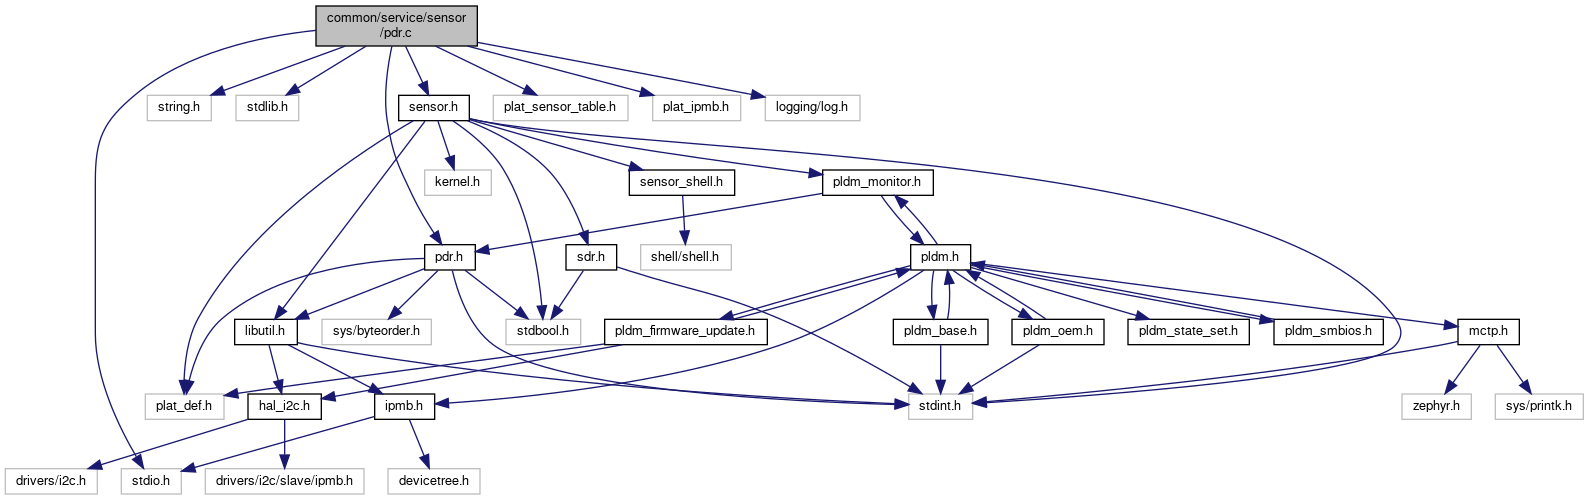 common/service/sensor
/pdr.c
string.h
stdlib.h
sensor.h
plat_sensor_table.h
plat_ipmb.h
logging/log.h
kernel.h
sensor_shell.h
pldm_monitor.h
pdr.h
sdr.h
shell/shell.h
pldm.h
libutil.h
sys/byteorder.h
stdbool.h
pldm_firmware_update.h
pldm_base.h
pldm_oem.h
pldm_state_set.h
pldm_smbios.h
mctp.h
plat_def.h
hal_i2c.h
ipmb.h
stdint.h
zephyr.h
sys/printk.h
drivers/i2c.h
stdio.h
drivers/i2c/slave/ipmb.h
devicetree.h